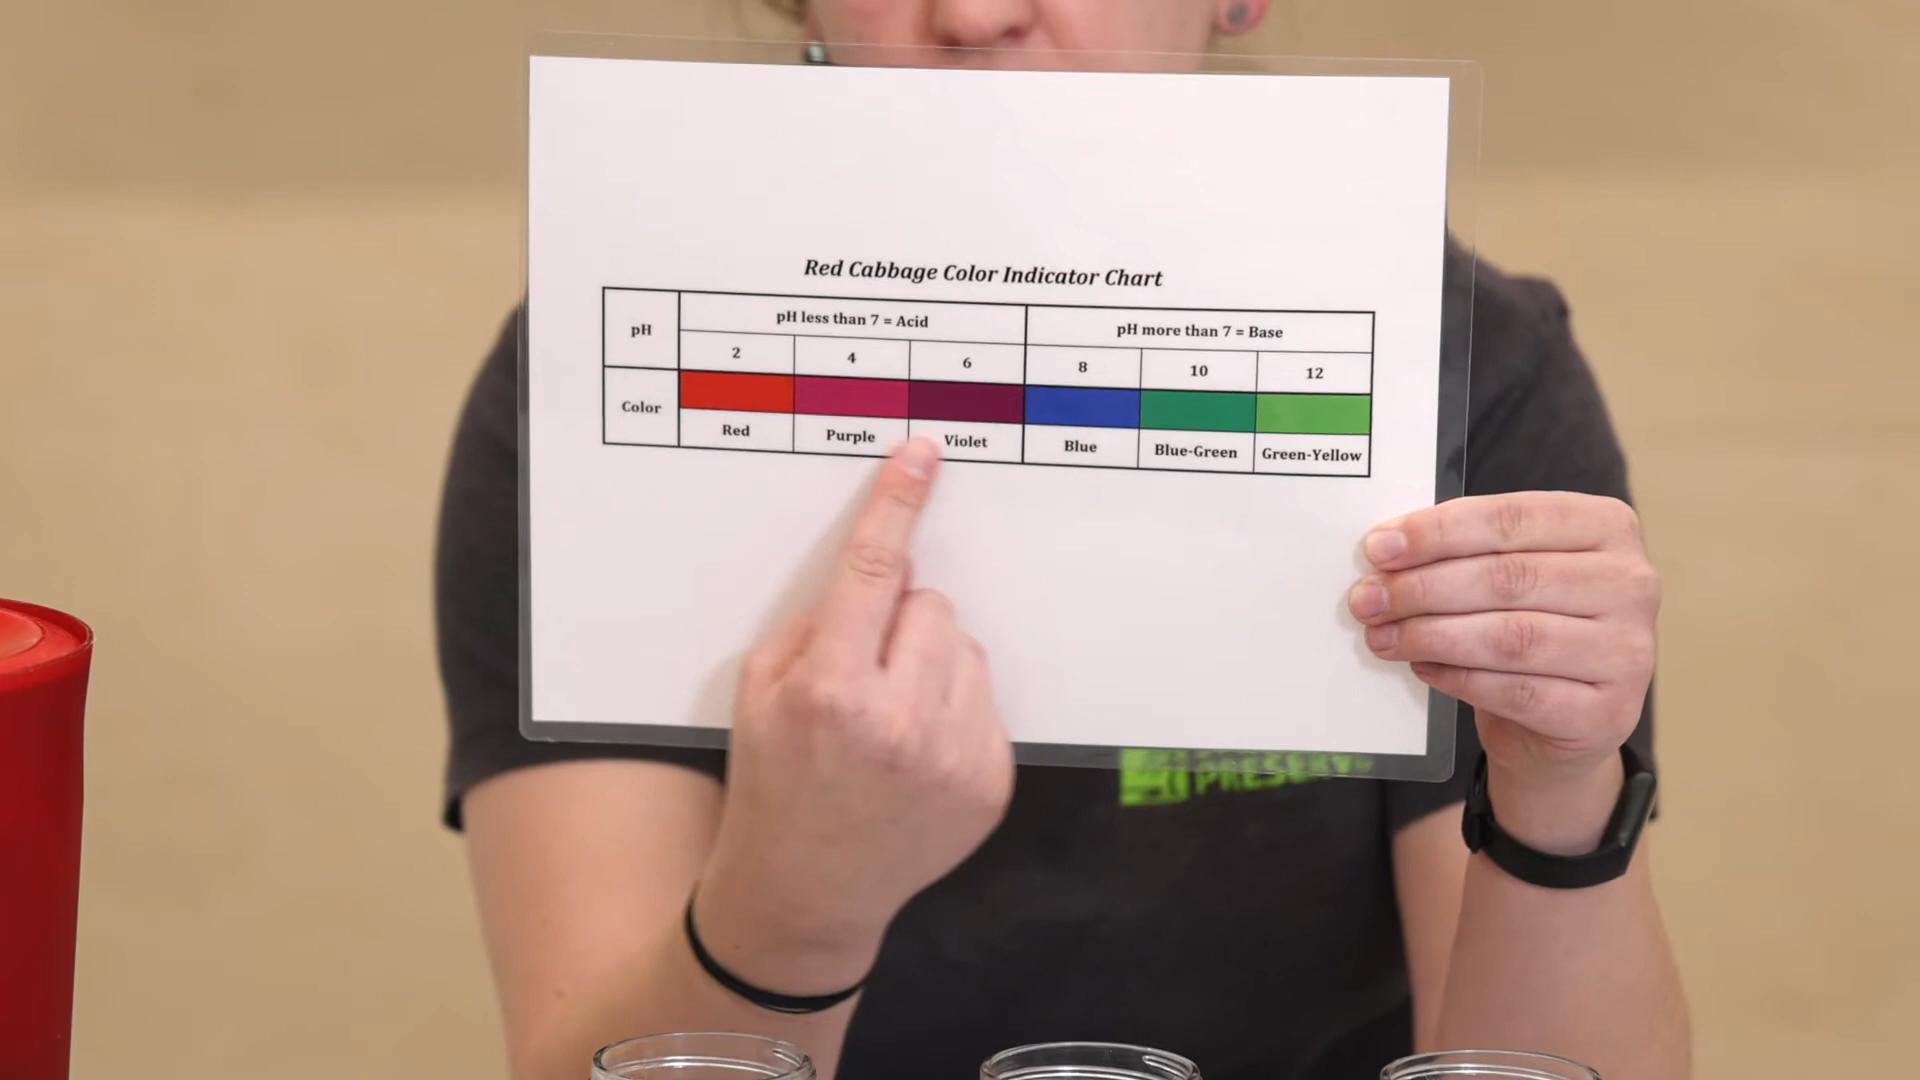 Red Cabbage Color Indicator Chart
pH
pH less than 7 = Acid
pH more than 7 = Base
2 4 6 8 10 12
Color
Red Purple Violet Blue Blue-Green Green-Yellow